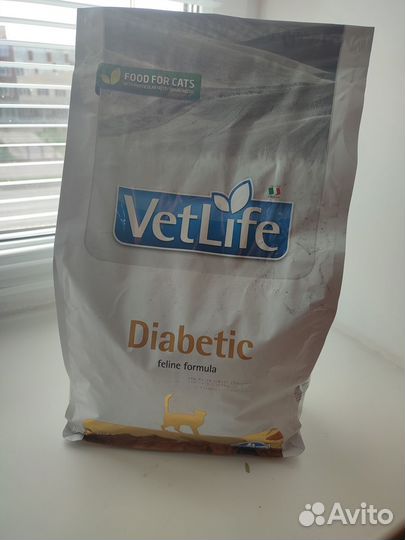 FOOD FOR CATS
VetLife
Diabetic
feline formula
Avito